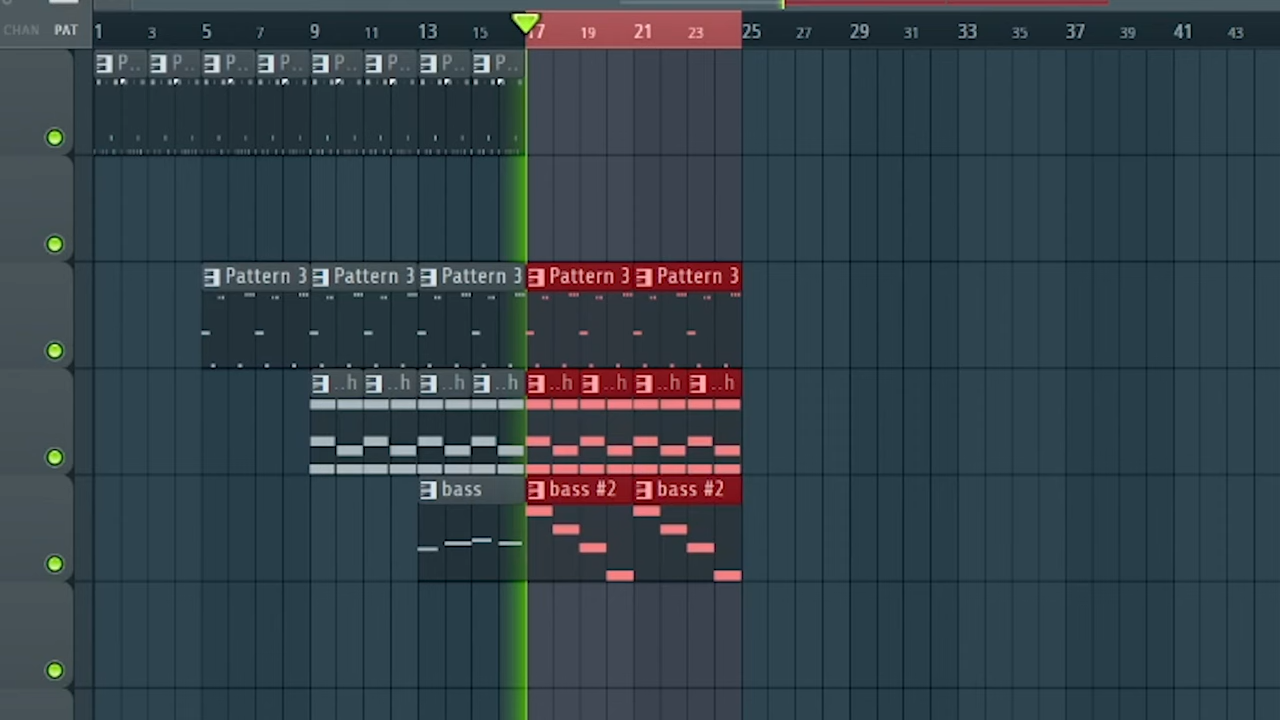 CHAN PAT 1 3 5 7 9 11 13 15 17 19 21 23 25 27 29 31 33 35 37 39 41 43
P.. P.. P.. P.. P.. P.. P.. P..
Pattern 3 Pattern 3 Pattern 3 Pattern 3 Pattern 3
..h ..h ..h ..h ..h ..h ..h ..h
bass bass #2 bass #2